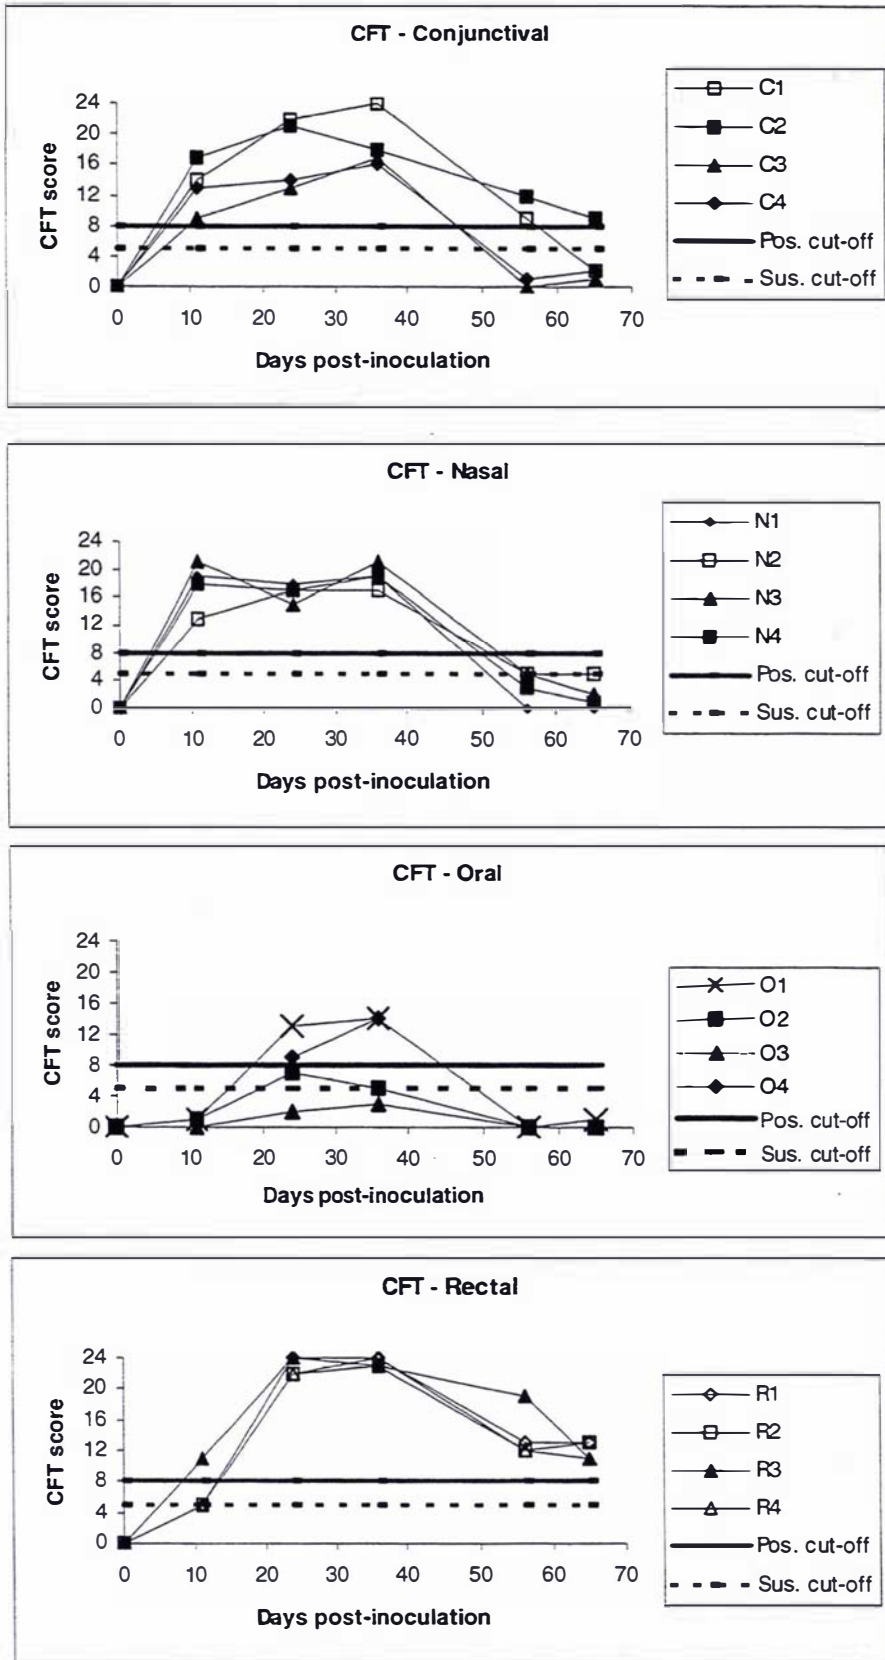 CFT - Conjunctival
CFT score
24
20
16
12
8
4
0
0 10 20 30 40 50 60 70
Days post-inoculation
C1
C2
C3
C4
Pos. cut-off
Sus. cut-off
CFT - Nasal
CFT score
24
20
16
12
8
4
0
0 10 20 30 40 50 60 70
Days post-inoculation
N1
N2
N3
N4
Pos. cut-off
Sus. cut-off
CFT - Oral
CFT score
24
20
16
12
8
4
0
0 10 20 30 40 50 60 70
Days post-inoculation
O1
O2
O3
O4
Pos. cut-off
Sus. cut-off
CFT - Rectal
CFT score
24
20
16
12
8
4
0
0 10 20 30 40 50 60 70
Days post-inoculation
R1
R2
R3
R4
Pos. cut-off
Sus. cut-off